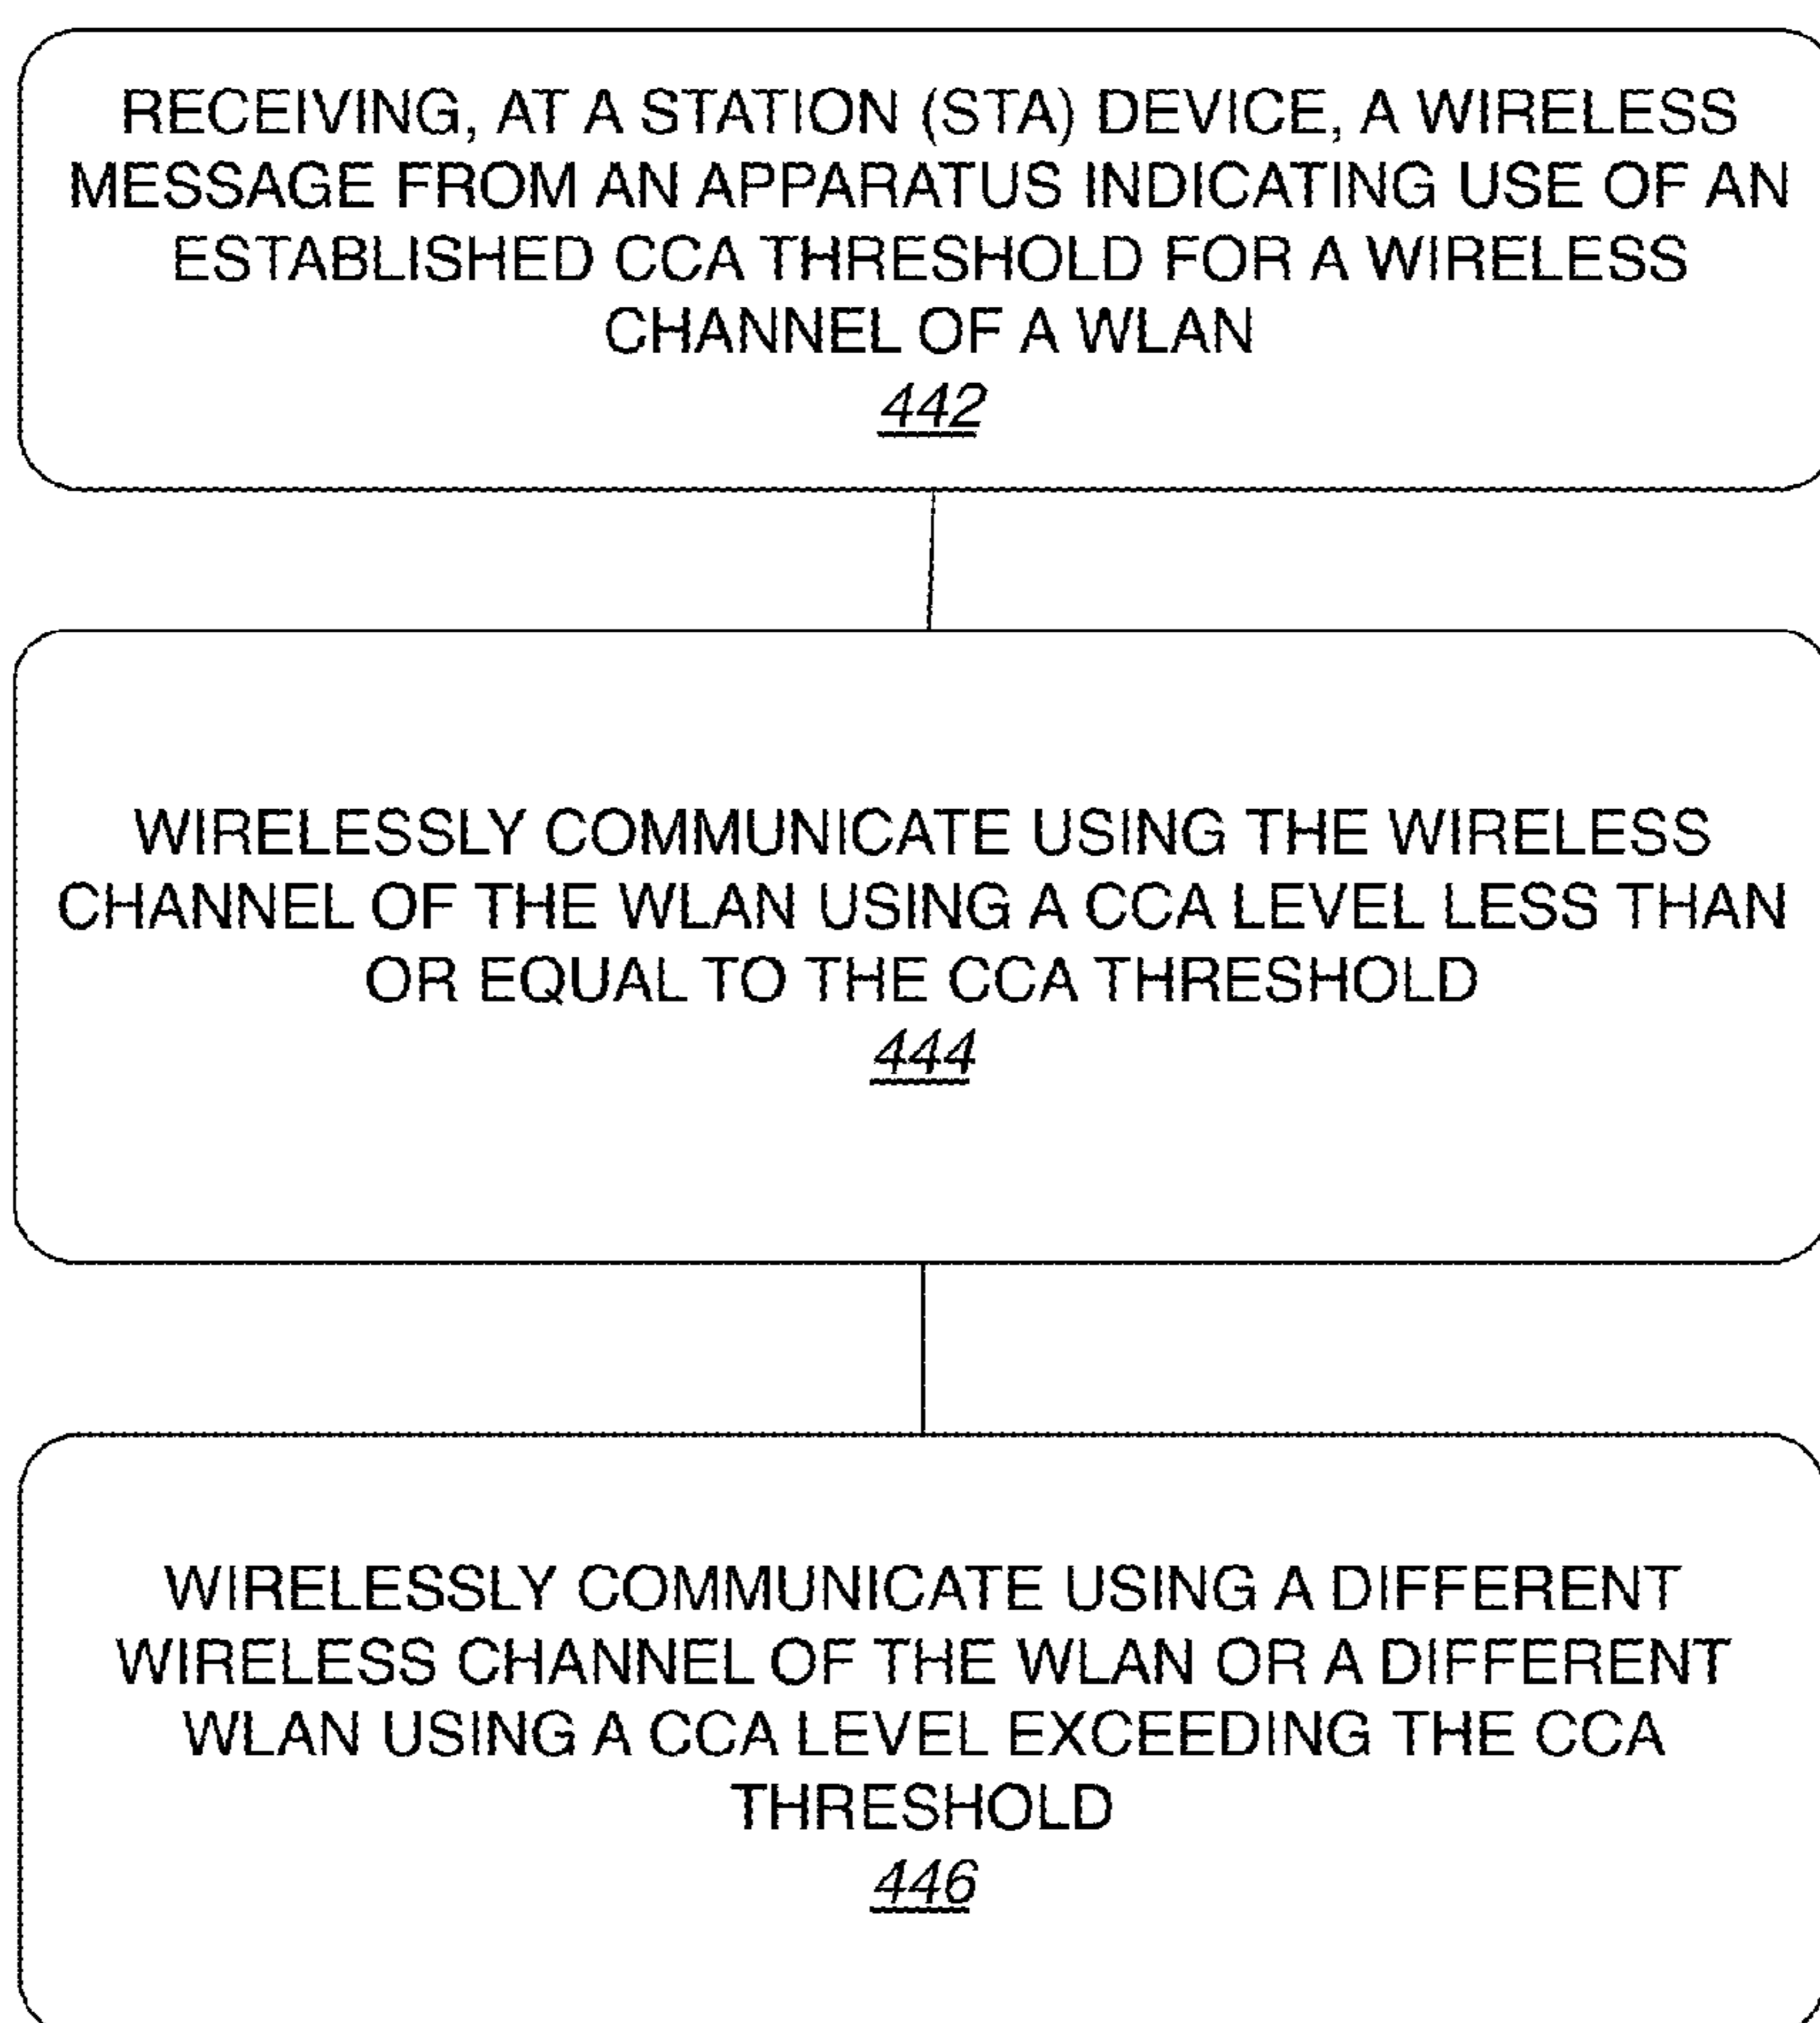 RECEIVING, AT A STATION (STA) DEVICE, A WIRELESS
MESSAGE FROM AN APPARATUS INDICATING USE OF AN
ESTABLISHED CCA THRESHOLD FOR A WIRELESS
CHANNEL OF A WLAN
442
WIRELESSLY COMMUNICATE USING THE WIRELESS
CHANNEL OF THE WLAN USING A CCA LEVEL LESS THAN
OR EQUAL TO THE CCA THRESHOLD
444
WIRELESSLY COMMUNICATE USING A DIFFERENT
WIRELESS CHANNEL OF THE WLAN OR A DIFFERENT
WLAN USING A CCA LEVEL EXCEEDING THE CCA
THRESHOLD
446